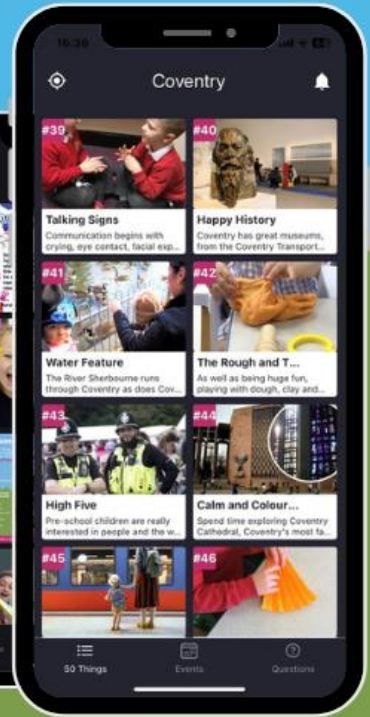 16:36
Coventry
#39
#40
Talking Signs
Communication begins with
crying, eye contact, facial exp...
Happy History
Coventry has great museums,
from the Coventry Transport...
#41
#42
Water Feature
The River Sherbourne runs
through Coventry as does Cov...
The Rough and T...
As well as being huge fun,
playing with dough, clay and...
#43
#44
High Five
Pre-school children are really
interested in people and the w...
Calm and Colour...
Spend time exploring Coventry
Cathedral, Coventry's most fa...
#45
#46
50 Things
Events
Questions